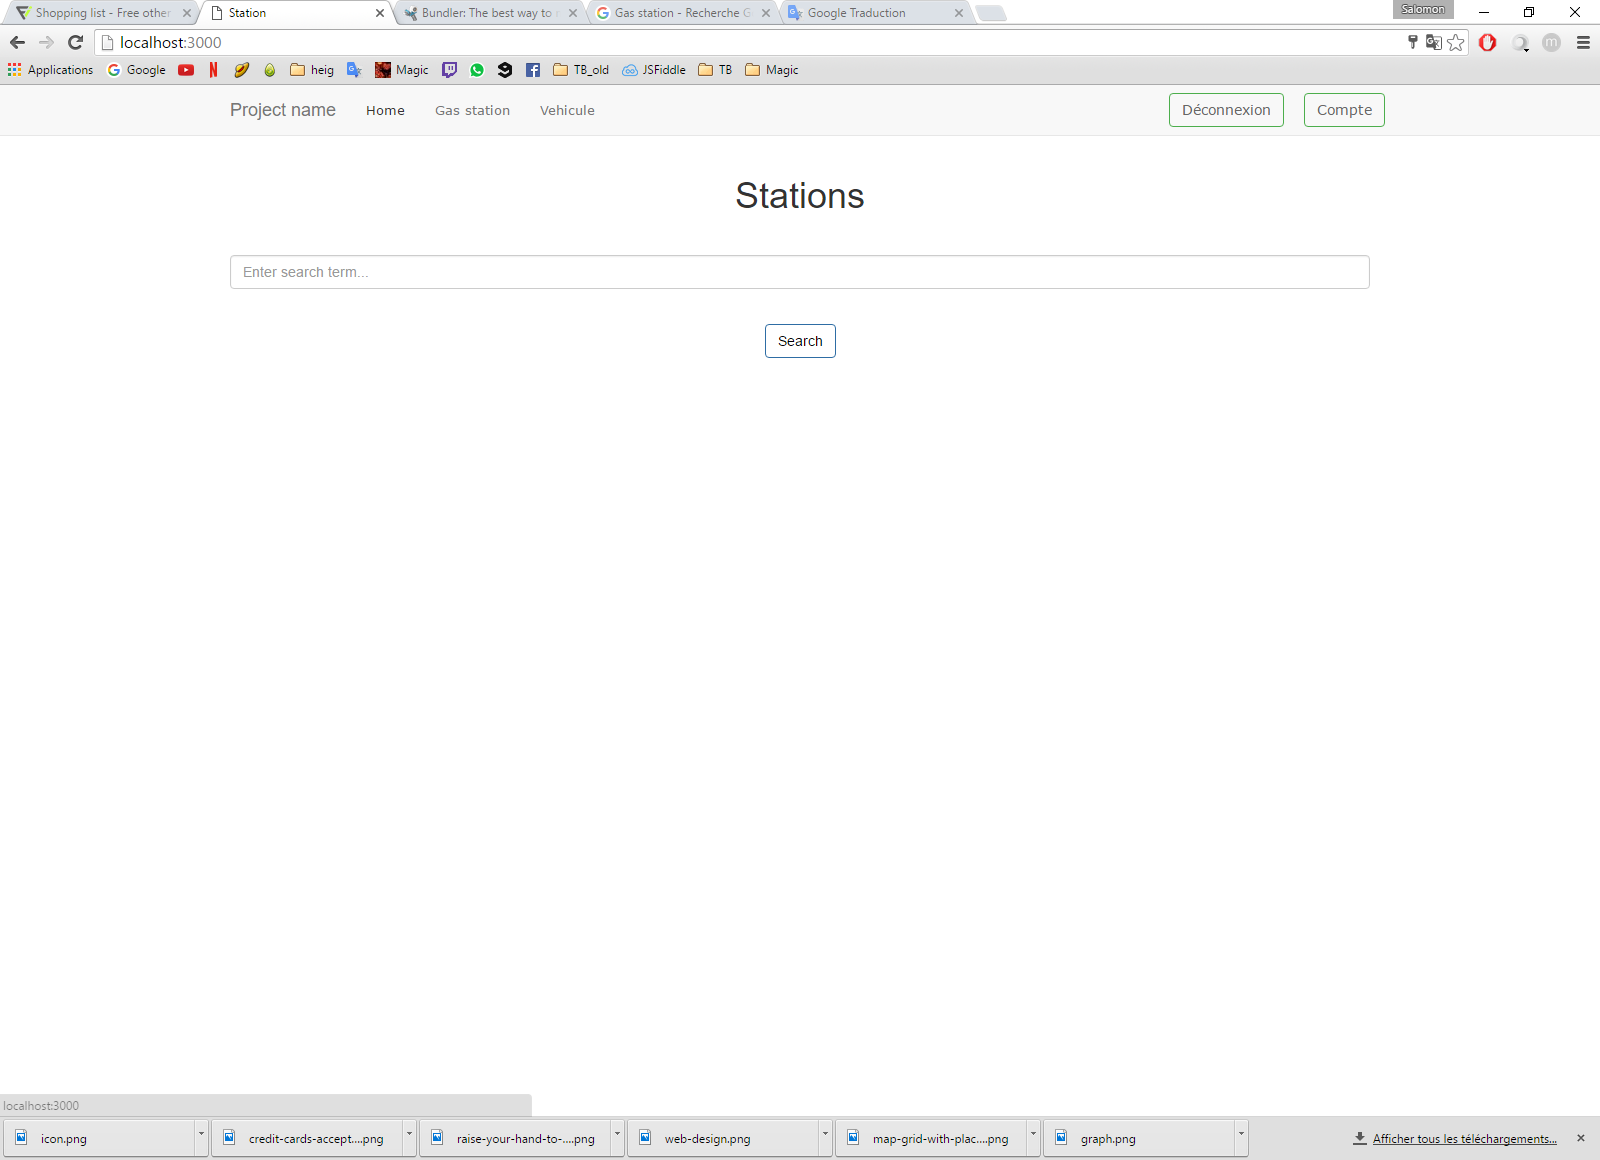 Shopping list - Free other
Station
Bundler: The best way to
Gas station - Recherche G
Google Traduction
Salomon
localhost:3000
Applications
Google
heig
Magic
TB_old
JSFiddle
TB
Magic
Project name
Home
Gas station
Vehicule
Déconnexion
Compte
Stations
Enter search term...
Search
localhost:3000
icon.png
credit-cards-accept....png
raise-your-hand-to-....png
web-design.png
map-grid-with-plac....png
graph.png
Afficher tous les téléchargements...